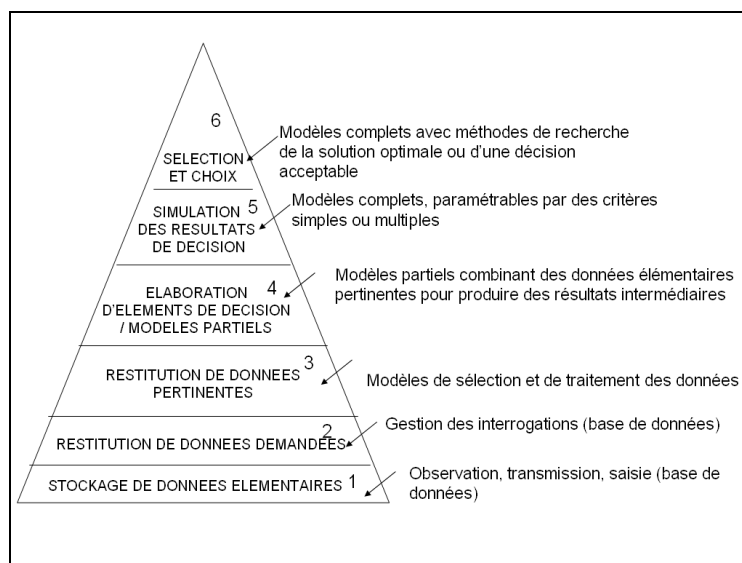 6
SELECTION
ET CHOIX
Modèles complets avec méthodes de recherche
de la solution optimale ou d'une décision
acceptable
5
SIMULATION
DES RESULTATS
DE DECISION
Modèles complets, paramétrables par des critères
simples ou multiples
4
ELABORATION
D'ELEMENTS DE DECISION
/ MODELES PARTIELS
Modèles partiels combinant des données élémentaires
pertinentes pour produire des résultats intermédiaires
3
RESTITUTION DE DONNEES
PERTINENTES
Modèles de sélection et de traitement des données
2
RESTITUTION DE DONNEES DEMANDEES
Gestion des interrogations (base de données)
STOCKAGE DE DONNEES ELEMENTAIRES 1
Observation, transmission, saisie (base de
données)